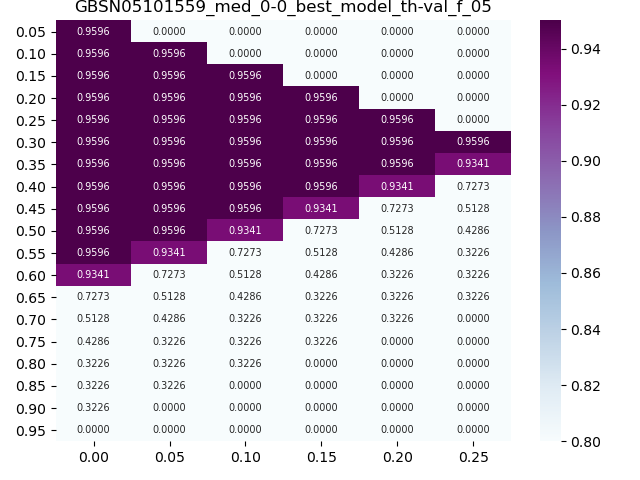 GBSN05101559_med_0-0_best_model_th-val_f_05
0.05 0.9596 0.0000 0.0000 0.0000 0.0000 0.0000
0.10 0.9596 0.9596 0.0000 0.0000 0.0000 0.0000
0.15 0.9596 0.9596 0.9596 0.0000 0.0000 0.0000
0.20 0.9596 0.9596 0.9596 0.9596 0.0000 0.0000
0.25 0.9596 0.9596 0.9596 0.9596 0.9596 0.0000
0.30 0.9596 0.9596 0.9596 0.9596 0.9596 0.9596
0.35 0.9596 0.9596 0.9596 0.9596 0.9596 0.9341
0.40 0.9596 0.9596 0.9596 0.9596 0.9341 0.7273
0.45 0.9596 0.9596 0.9596 0.9341 0.7273 0.5128
0.50 0.9596 0.9596 0.9341 0.7273 0.5128 0.4286
0.55 0.9596 0.9341 0.7273 0.5128 0.4286 0.3226
0.60 0.9341 0.7273 0.5128 0.4286 0.3226 0.3226
0.65 0.7273 0.5128 0.4286 0.3226 0.3226 0.3226
0.70 0.5128 0.4286 0.3226 0.3226 0.3226 0.0000
0.75 0.4286 0.3226 0.3226 0.3226 0.0000 0.0000
0.80 0.3226 0.3226 0.3226 0.0000 0.0000 0.0000
0.85 0.3226 0.3226 0.0000 0.0000 0.0000 0.0000
0.90 0.3226 0.0000 0.0000 0.0000 0.0000 0.0000
0.95 0.0000 0.0000 0.0000 0.0000 0.0000 0.0000
0.00 0.05 0.10 0.15 0.20 0.25
0.94
0.92
0.90
0.88
0.86
0.84
0.82
0.80